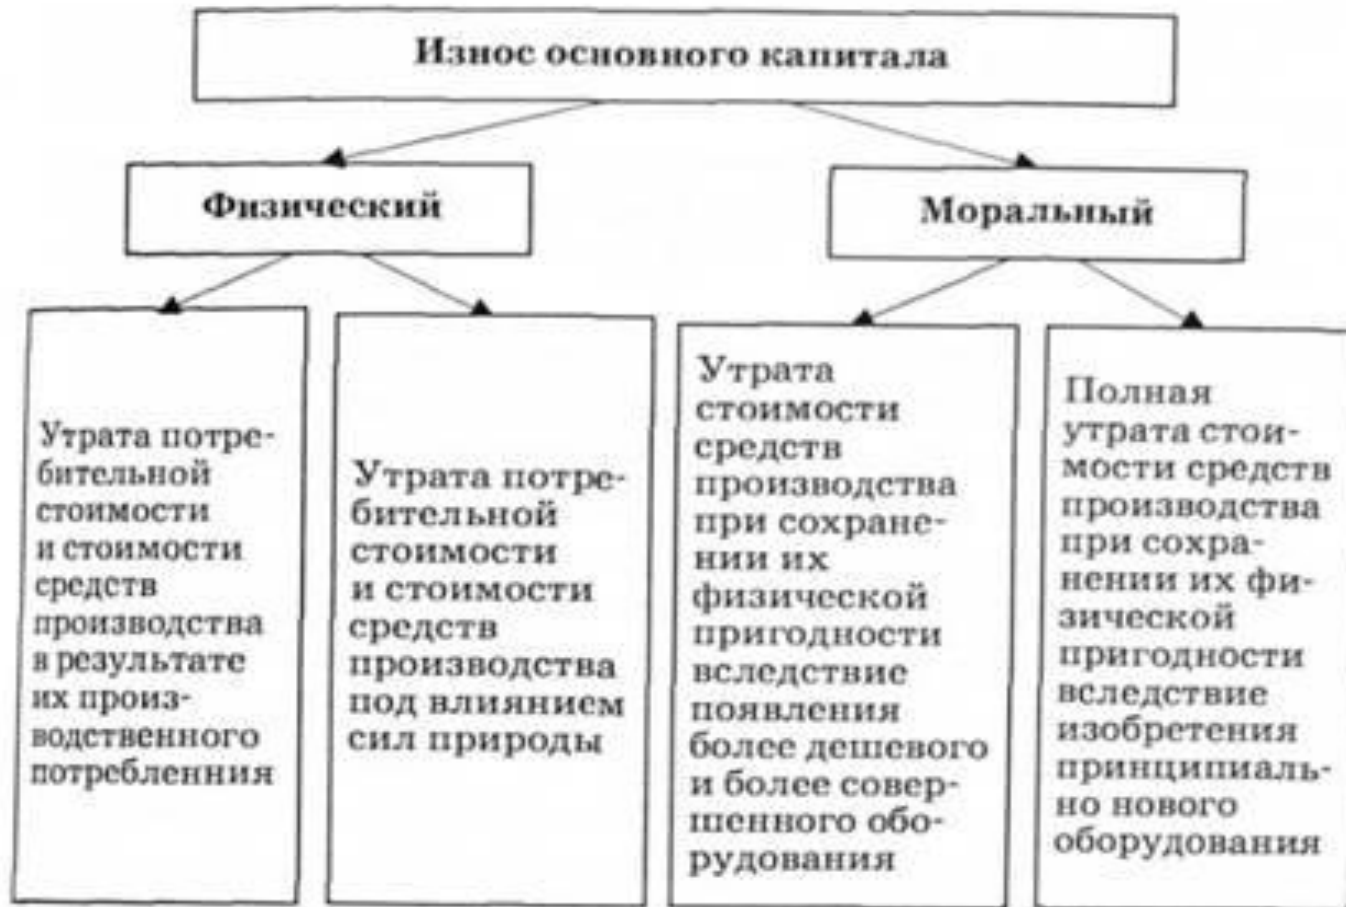 Износ основного капитала
Физический
Моральный
Утрата потре-
бительной
стоимости
и стоимости
средств
производства
в результате
их произ-
водственного
потребленния
Утрата потре-
бительной
стоимости
и стоимости
средств
производства
под влиянием
сил природы
Утрата
стоимости
средств
производства
при сохране-
нии их
физической
пригодности
вследствие
появления
более дешевого
и более совер-
шенного обо-
рудования
Полная
утрата стои-
мости средств
производства
при сохра-
нении их фи-
зической
пригодности
вследствие
изобретения
принципиаль-
но нового
оборудования